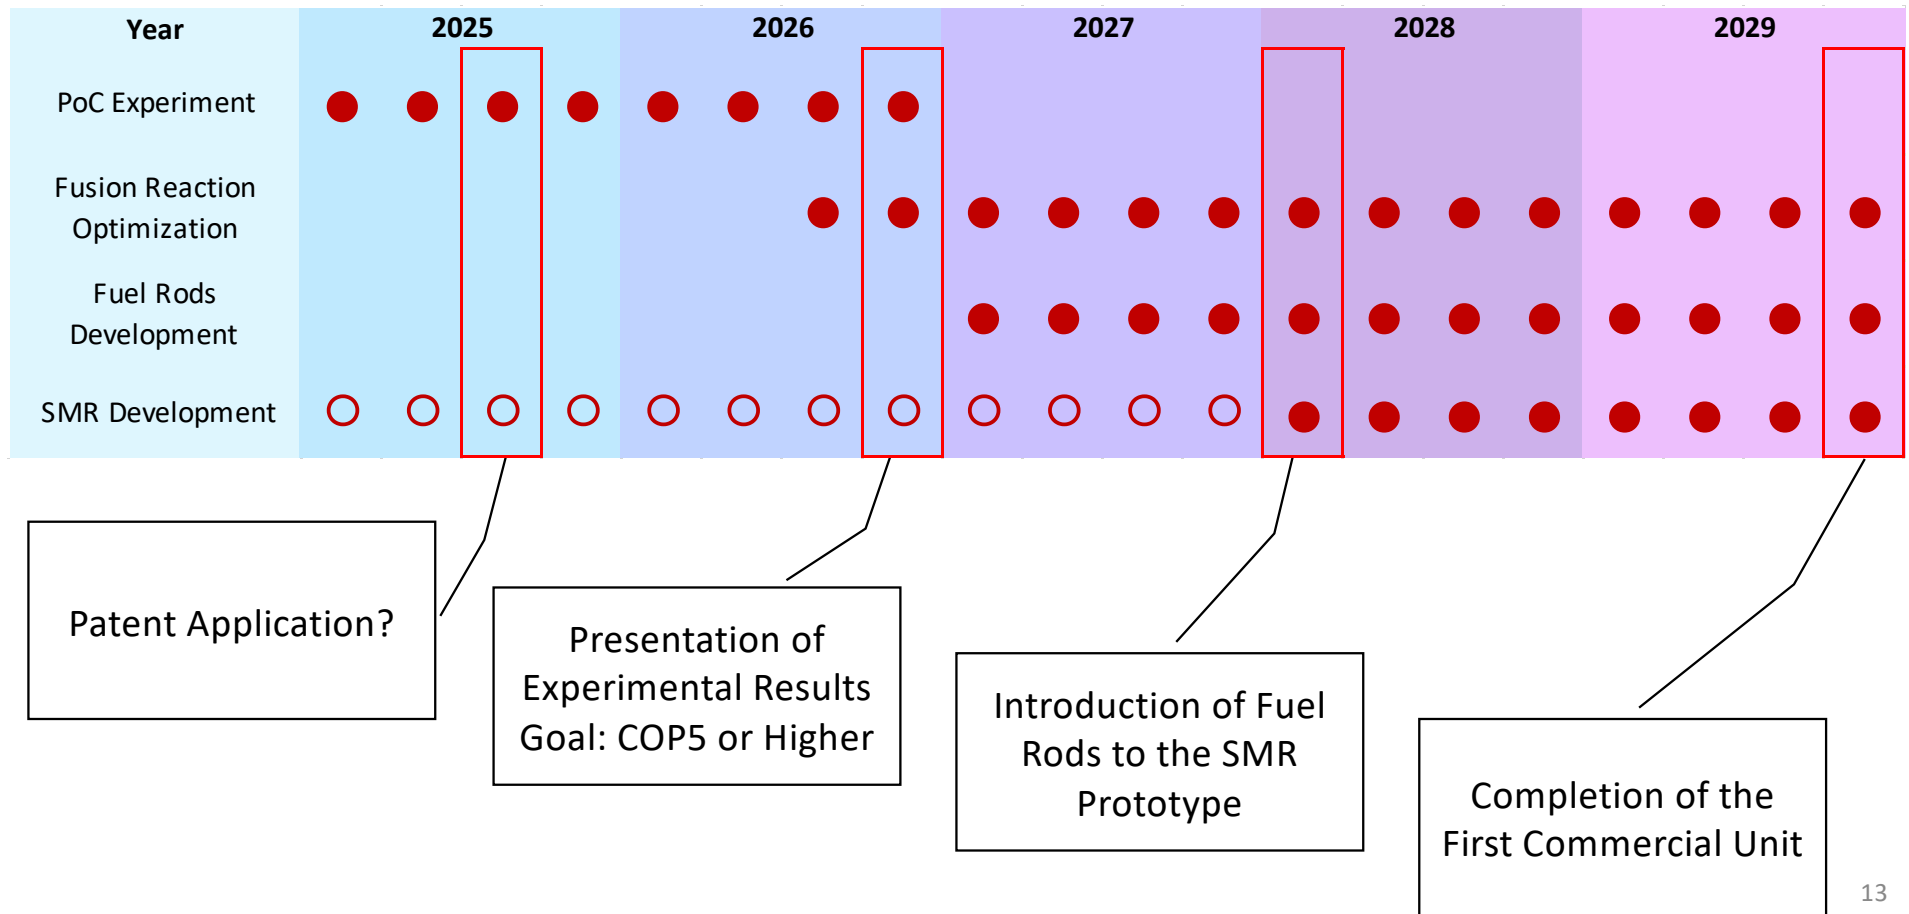 Year 2025 2026 2027 2028 2029
PoC Experiment
Fusion Reaction
Optimization
Fuel Rods
Development
SMR Development
Patent Application?
Presentation of
Experimental Results
Goal: COP5 or Higher
Introduction of Fuel
Rods to the SMR
Prototype
Completion of the
First Commercial Unit
13